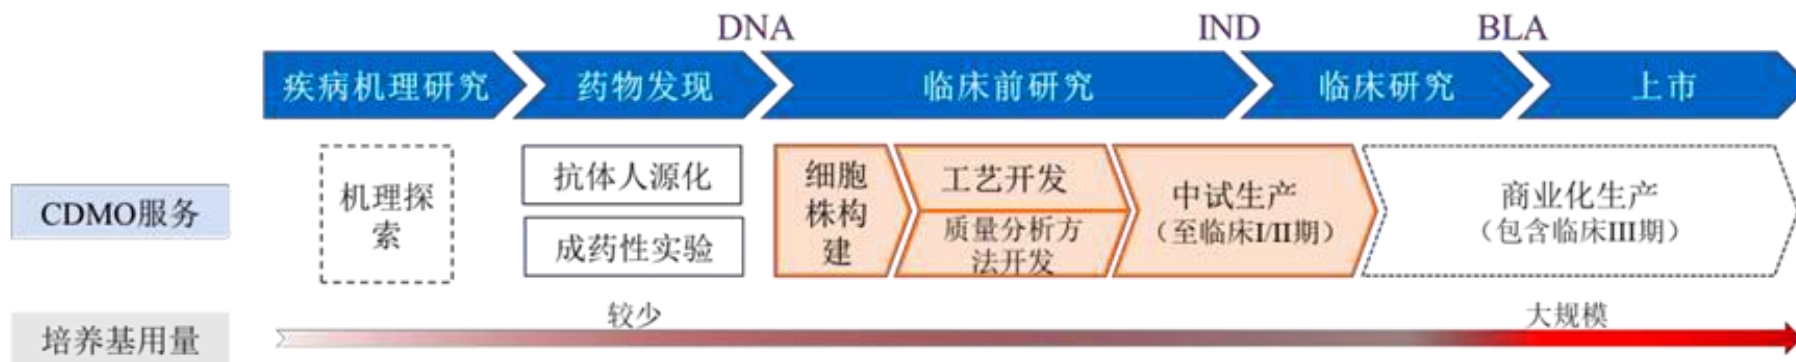 DNA
IND
BLA
疾病机理研究
药物发现
临床前研究
临床研究
上市
CDMO服务
机理探
索
抗体人源化
成药性实验
细胞
株构
建
工艺开发
质量分析方
法开发
中试生产
（至临床I/II期）
商业化生产
（包含临床III期）
培养基用量
较少
大规模